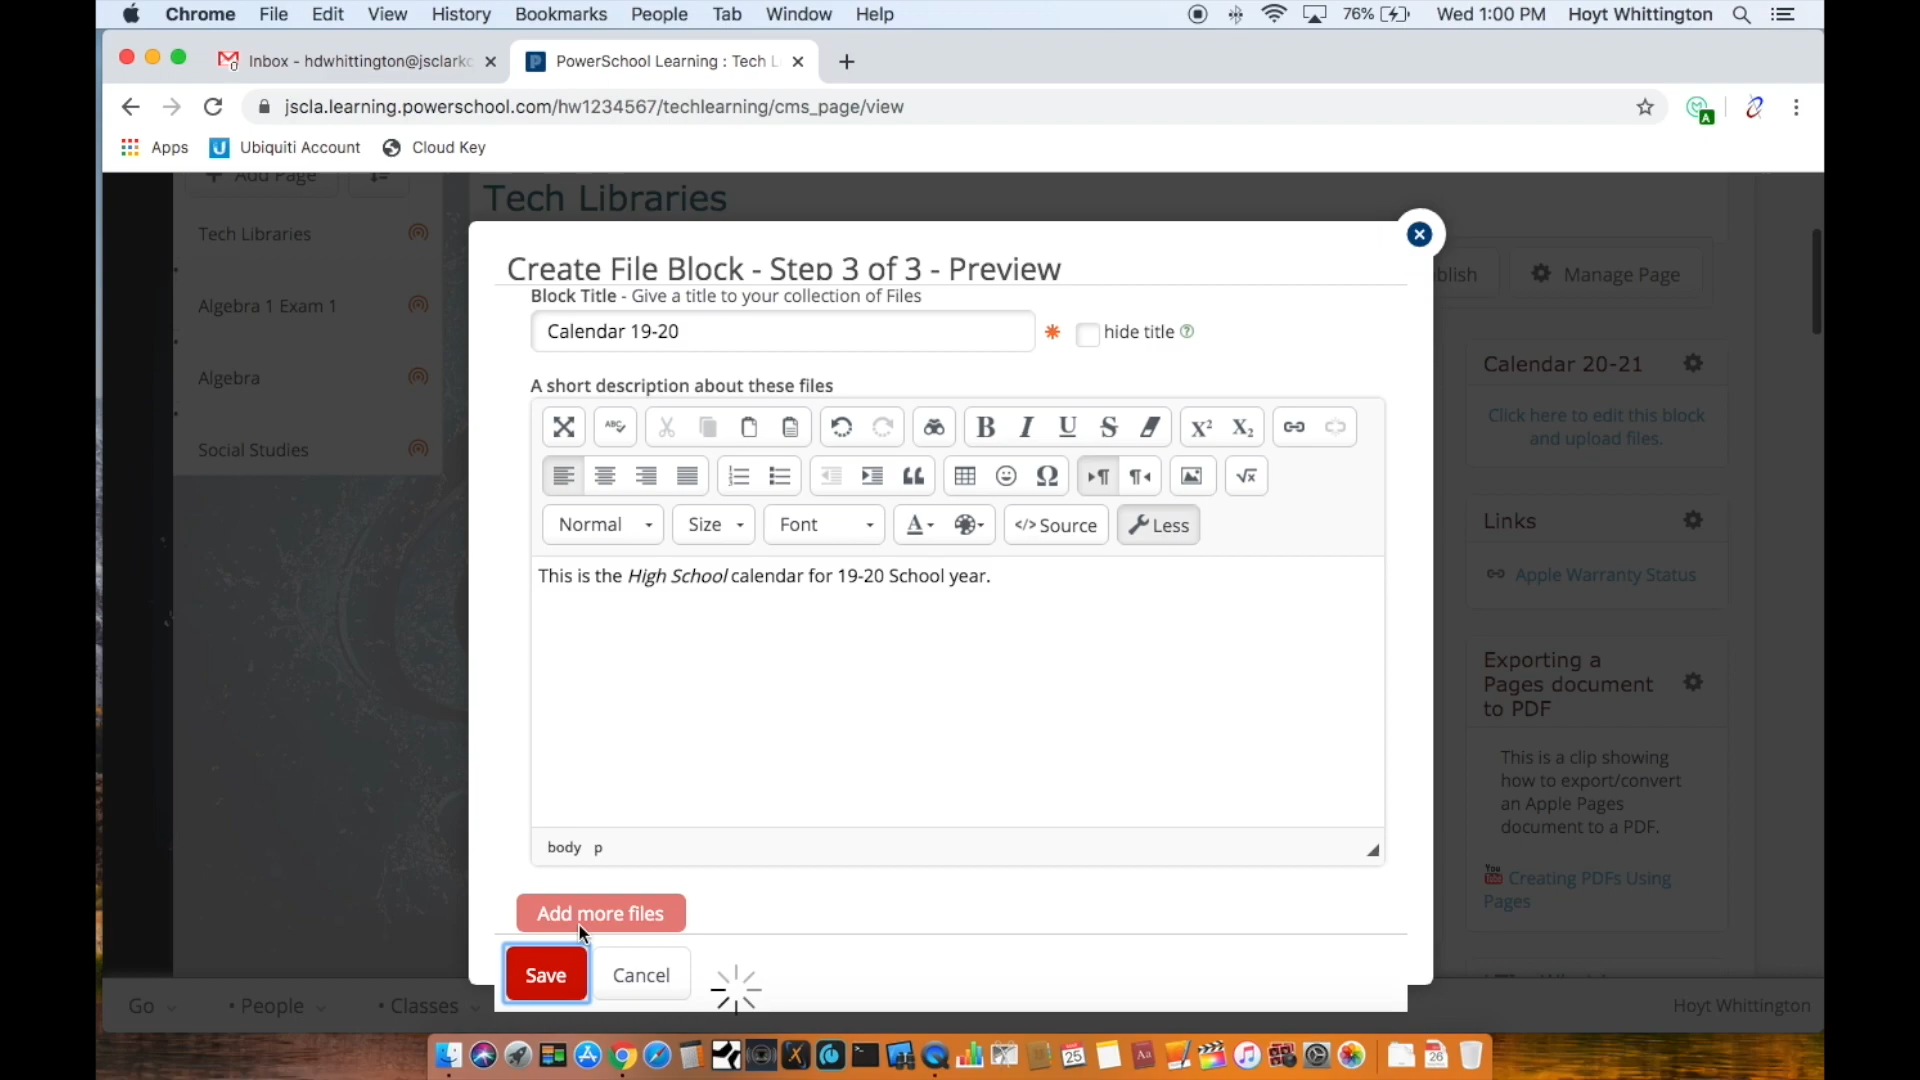 Chrome File Edit View History Bookmarks People Tab Window Help
76% Wed 1:00 PM Hoyt Whittington
Inbox - hdwhittington@jsclark
PowerSchool Learning : Tech L
jscla.learning.powerschool.com/hw1234567/techlearning/cms_page/view
Apps Ubiquiti Account Cloud Key
Add Page
Tech Libraries
Tech Libraries
Algebra 1 Exam 1
Algebra
Social Studies
blish
Manage Page
Create File Block - Step 3 of 3 - Preview
Block Title - Give a title to your collection of Files
Calendar 19-20
hide title
A short description about these files
Normal Size Font Source Less
This is the High School calendar for 19-20 School year.
body p
Add more files
Save Cancel
Calendar 20-21
Click here to edit this block
and upload files.
Links
Apple Warranty Status
Exporting a
Pages document
to PDF
This is a clip showing
how to export/convert
an Apple Pages
document to a PDF.
Creating PDFs Using
Pages
Go • People • Classes
Hoyt Whittington
25
26